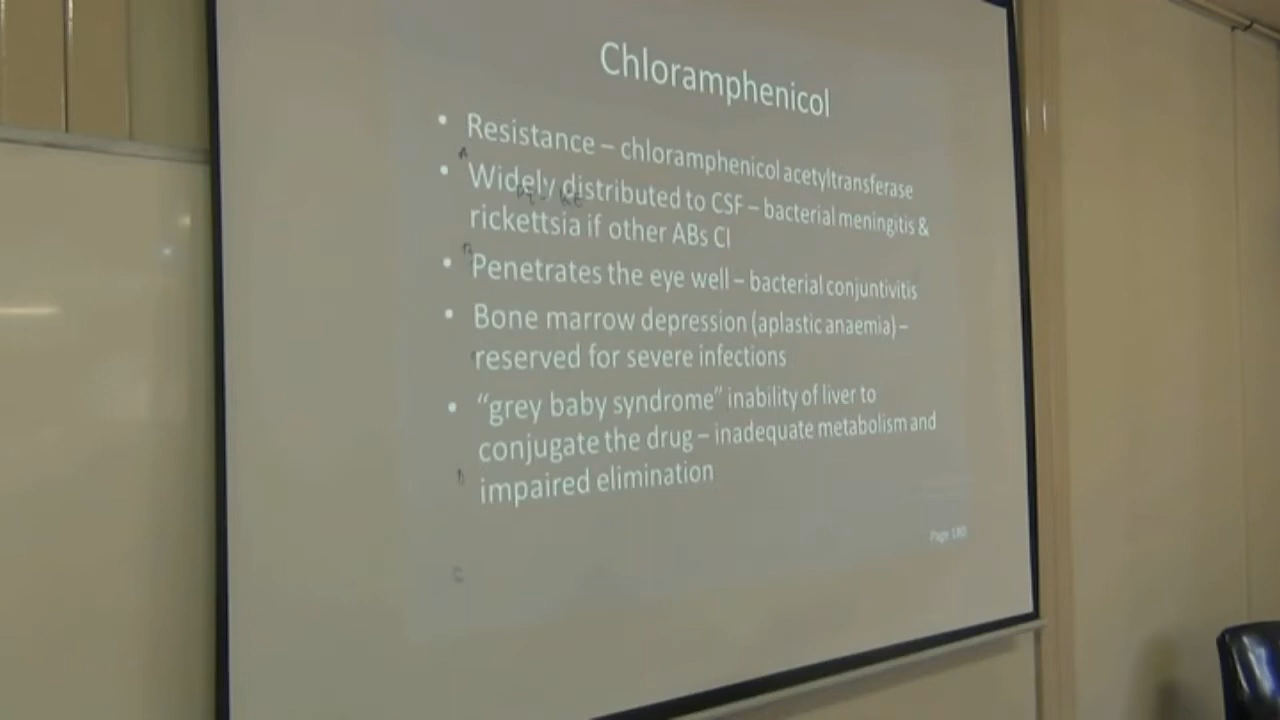 Chloramphenicol
• Resistance – chloramphenicol acetyltransferase
• Widely distributed to CSF – bacterial meningitis &
rickettsia if other ABs CI
• Penetrates the eye well – bacterial conjuntivitis
• Bone marrow depression (aplastic anaemia) –
reserved for severe infections
• “grey baby syndrome” inability of liver to
conjugate the drug – inadequate metabolism and
impaired elimination
Page